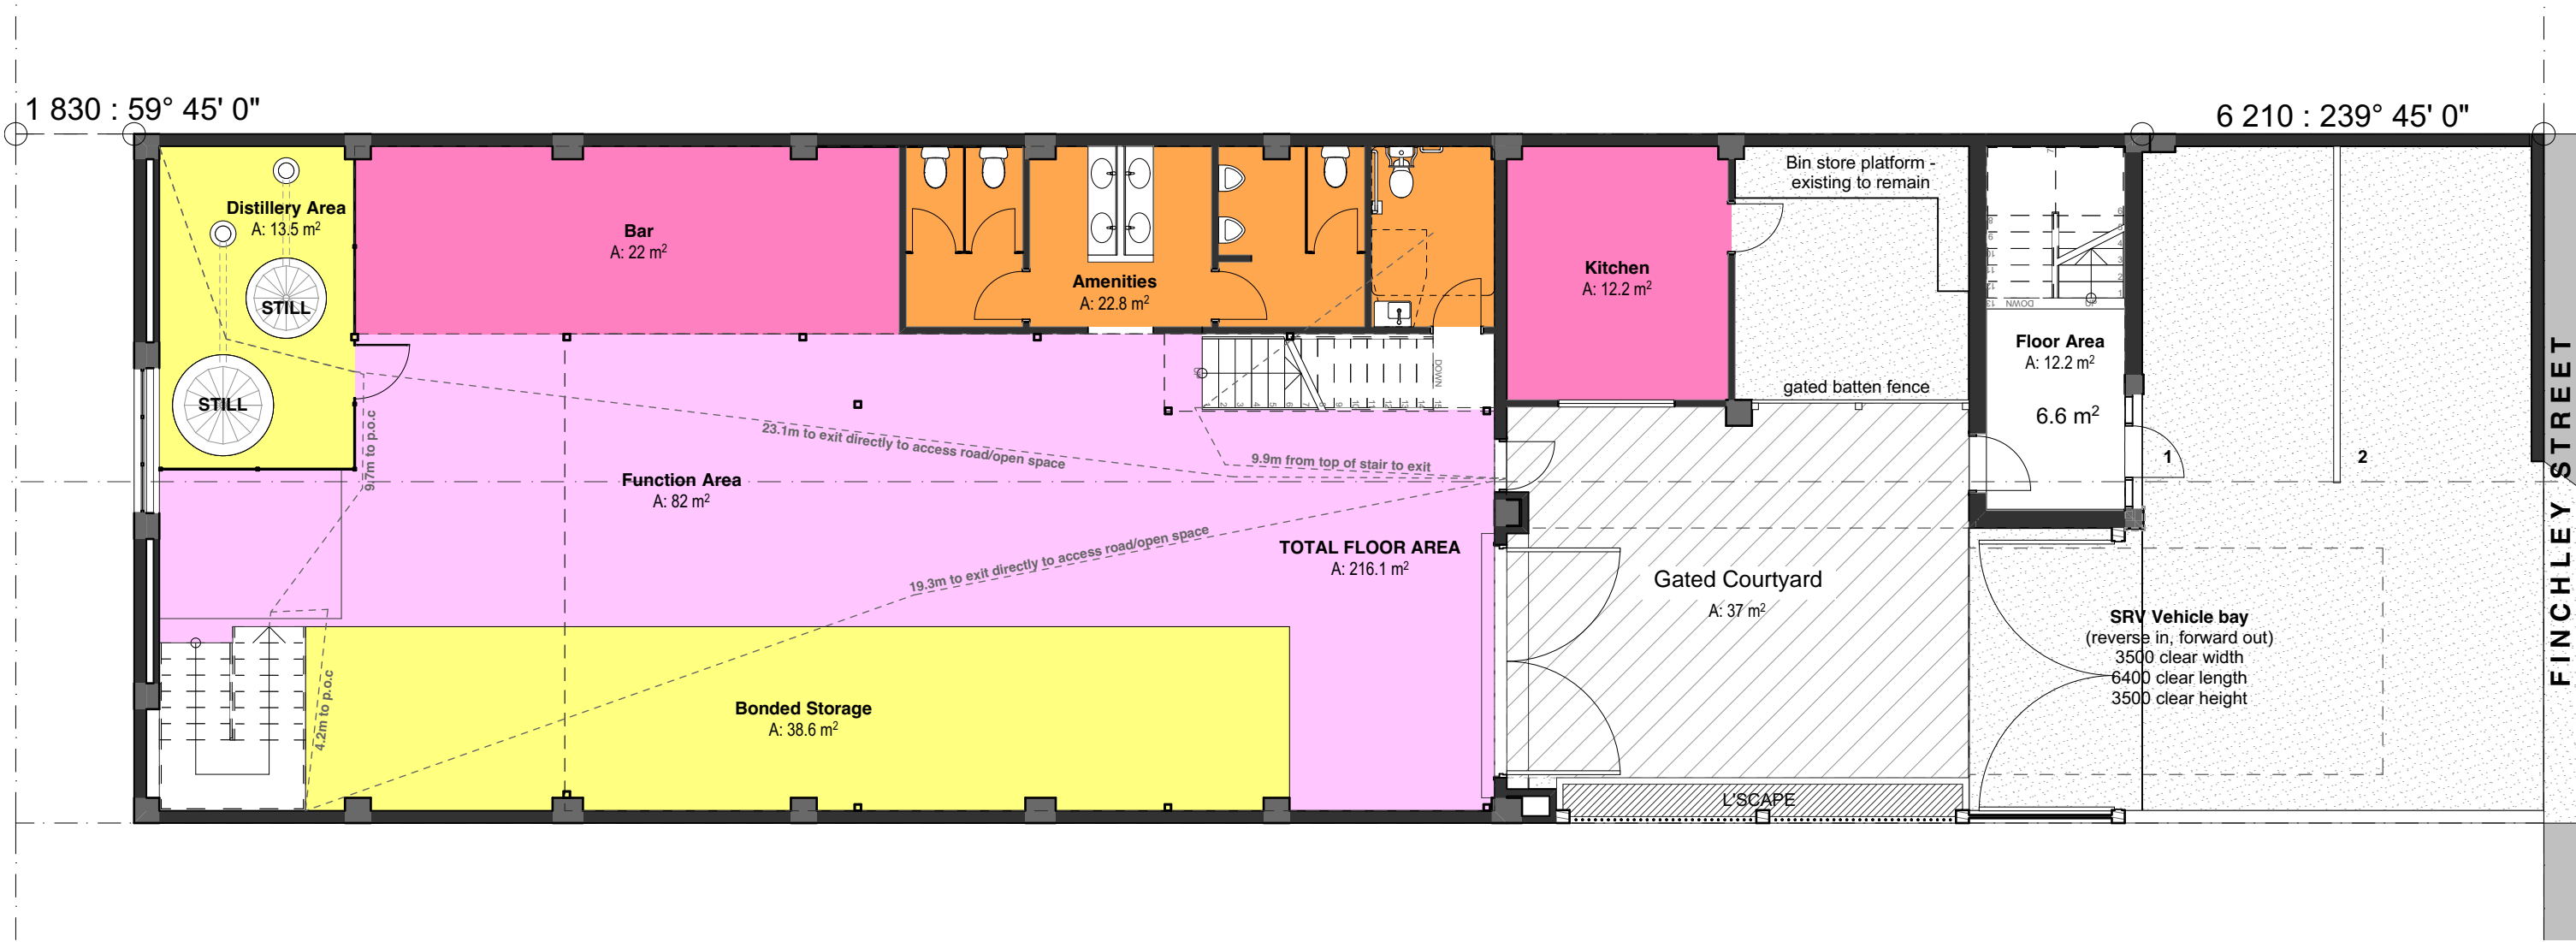 1 830 : 59° 45' 0"
6 210 : 239° 45' 0"
Distillery Area
A: 13.5 m²
STILL
STILL
Bar
A: 22 m²
Amenities
A: 22.8 m²
Kitchen
A: 12.2 m²
Bin store platform -
existing to remain
gated batten fence
DOWN
UP
Floor Area
A: 12.2 m²
6.6 m²
1
2
FINCHLEY STREET
DOWN
UP
9.7m to p.o.c
23.1m to exit directly to access road/open space
9.9m from top of stair to exit
Function Area
A: 82 m²
19.3m to exit directly to access road/open space
TOTAL FLOOR AREA
A: 216.1 m²
Gated Courtyard
A: 37 m²
SRV Vehicle bay
(reverse in, forward out)
3500 clear width
6400 clear length
3500 clear height
4.2m to p.o.c
Bonded Storage
A: 38.6 m²
L'SCAPE